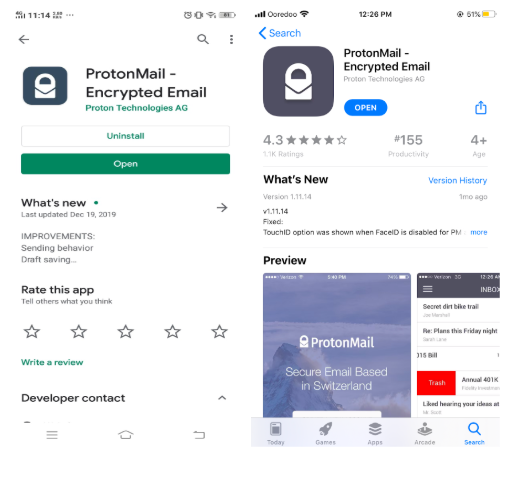 11:14
ProtonMail -
Encrypted Email
Proton Technologies AG
Uninstall
Open
What's new
Last updated Dec 19, 2019
IMPROVEMENTS:
Sending behavior
Draft saving...
Rate this app
Tell others what you think
Write a review
Developer contact
Ooredoo
12:26 PM
51%
Search
ProtonMail -
Encrypted Email
Proton Technologies AG
OPEN
4.3
1.1K Ratings
#155
Productivity
4+
Age
What's New
Version History
Version 1.11.14
1mo ago
v1.11.14
Fixed:
TouchID option was shown when FaceID is disabled for PM
more
Preview
Verizon
5:40 PM
ProtonMail
Secure Email Based
in Switzerland
Verizon 3G
12:26 AM
INBOX
Secret dirt bike trail
Joe Marshall
Re: Plans this Friday night
Sarah Lane
015 Bill
Trash
Annual 401K
Fidelity Investmen
Liked hearing your ideas at
Mr. Scott
Today
Games
Apps
Arcade
Search